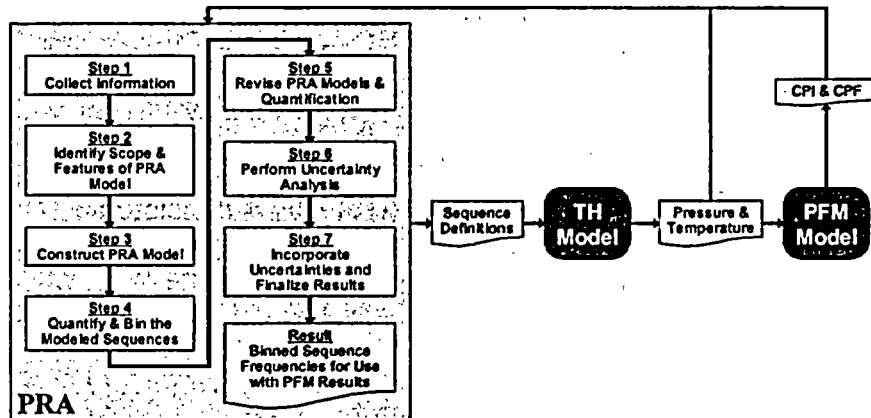 Step 1
Collect Information
Step 2
Identify Scope &
Features of PRA
Model
Step 3
Construct PRA Model
Step 4
Quantify & Bin the
Modeled Sequences
Step 5
Revise PRA Models &
Quantification
Step 6
Perform Uncertainty
Analysis
Step 7
Incorporate
Uncertainties and
Finalize Results
Result
Binned Sequence
Frequencies for Use
with PFM Results
PRA
Sequence
Definitions
TH
Model
Pressure &
Temperature
PFM
Model
CPI & CPF